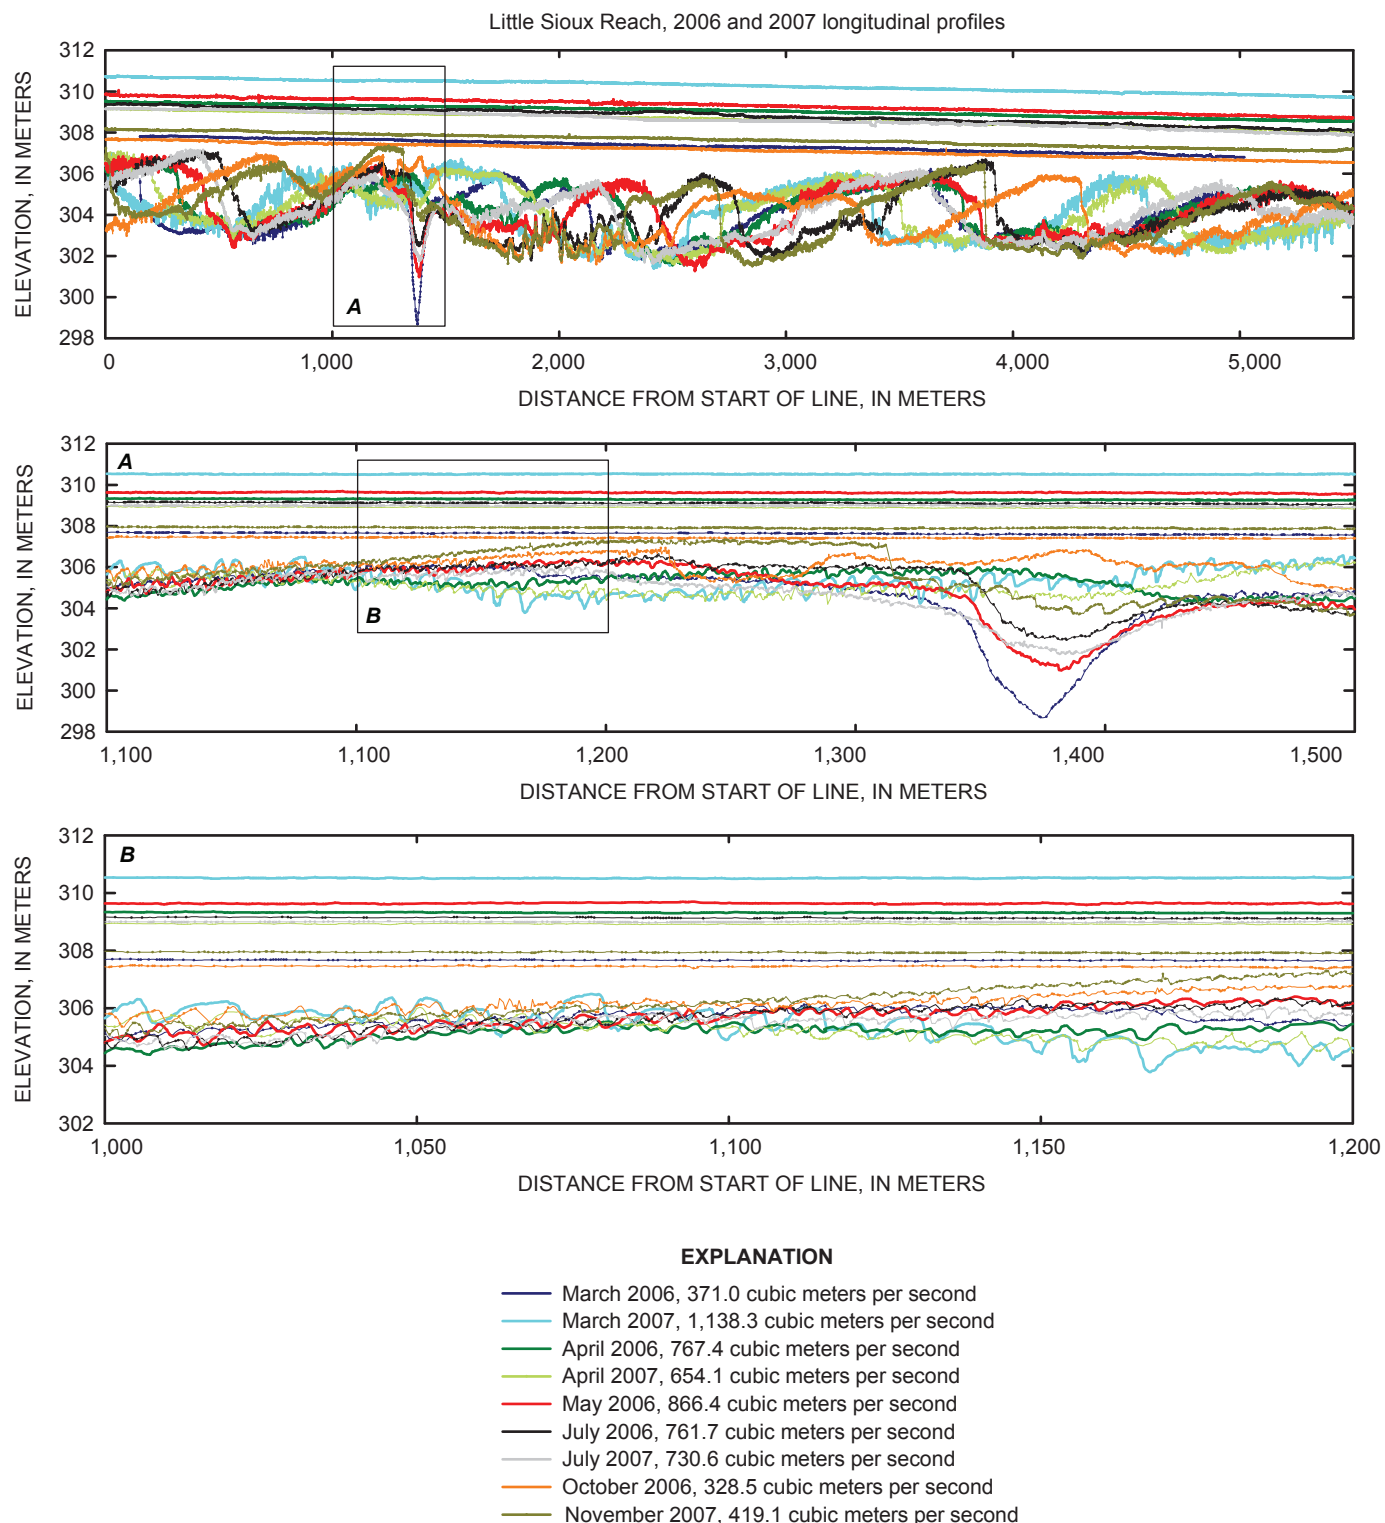 Little Sioux Reach, 2006 and 2007 longitudinal profiles
312
310
308
306
304
302
300
298
ELEVATION, IN METERS
A
0 1,000 2,000 3,000 4,000 5,000
DISTANCE FROM START OF LINE, IN METERS
312
310
308
306
304
302
300
298
ELEVATION, IN METERS
A
B
1,100 1,100 1,200 1,300 1,400 1,500
DISTANCE FROM START OF LINE, IN METERS
312
310
308
306
304
302
ELEVATION, IN METERS
B
1,000 1,050 1,100 1,150 1,200
DISTANCE FROM START OF LINE, IN METERS
EXPLANATION
March 2006, 371.0 cubic meters per second
March 2007, 1,138.3 cubic meters per second
April 2006, 767.4 cubic meters per second
April 2007, 654.1 cubic meters per second
May 2006, 866.4 cubic meters per second
July 2006, 761.7 cubic meters per second
July 2007, 730.6 cubic meters per second
October 2006, 328.5 cubic meters per second
November 2007, 419.1 cubic meters per second